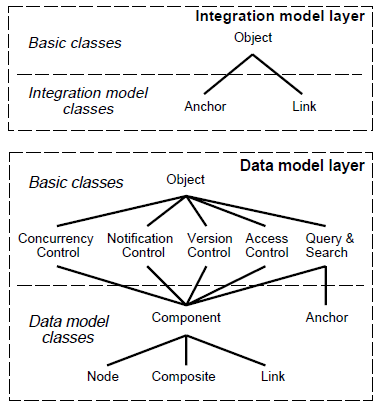 Integration model layer
Basic classes
Object
Integration model
classes
Anchor
Link
Data model layer
Basic classes
Object
Concurrency
Control
Notification
Control
Version
Control
Access
Control
Query &
Search
Data model
classes
Component
Anchor
Node
Composite
Link